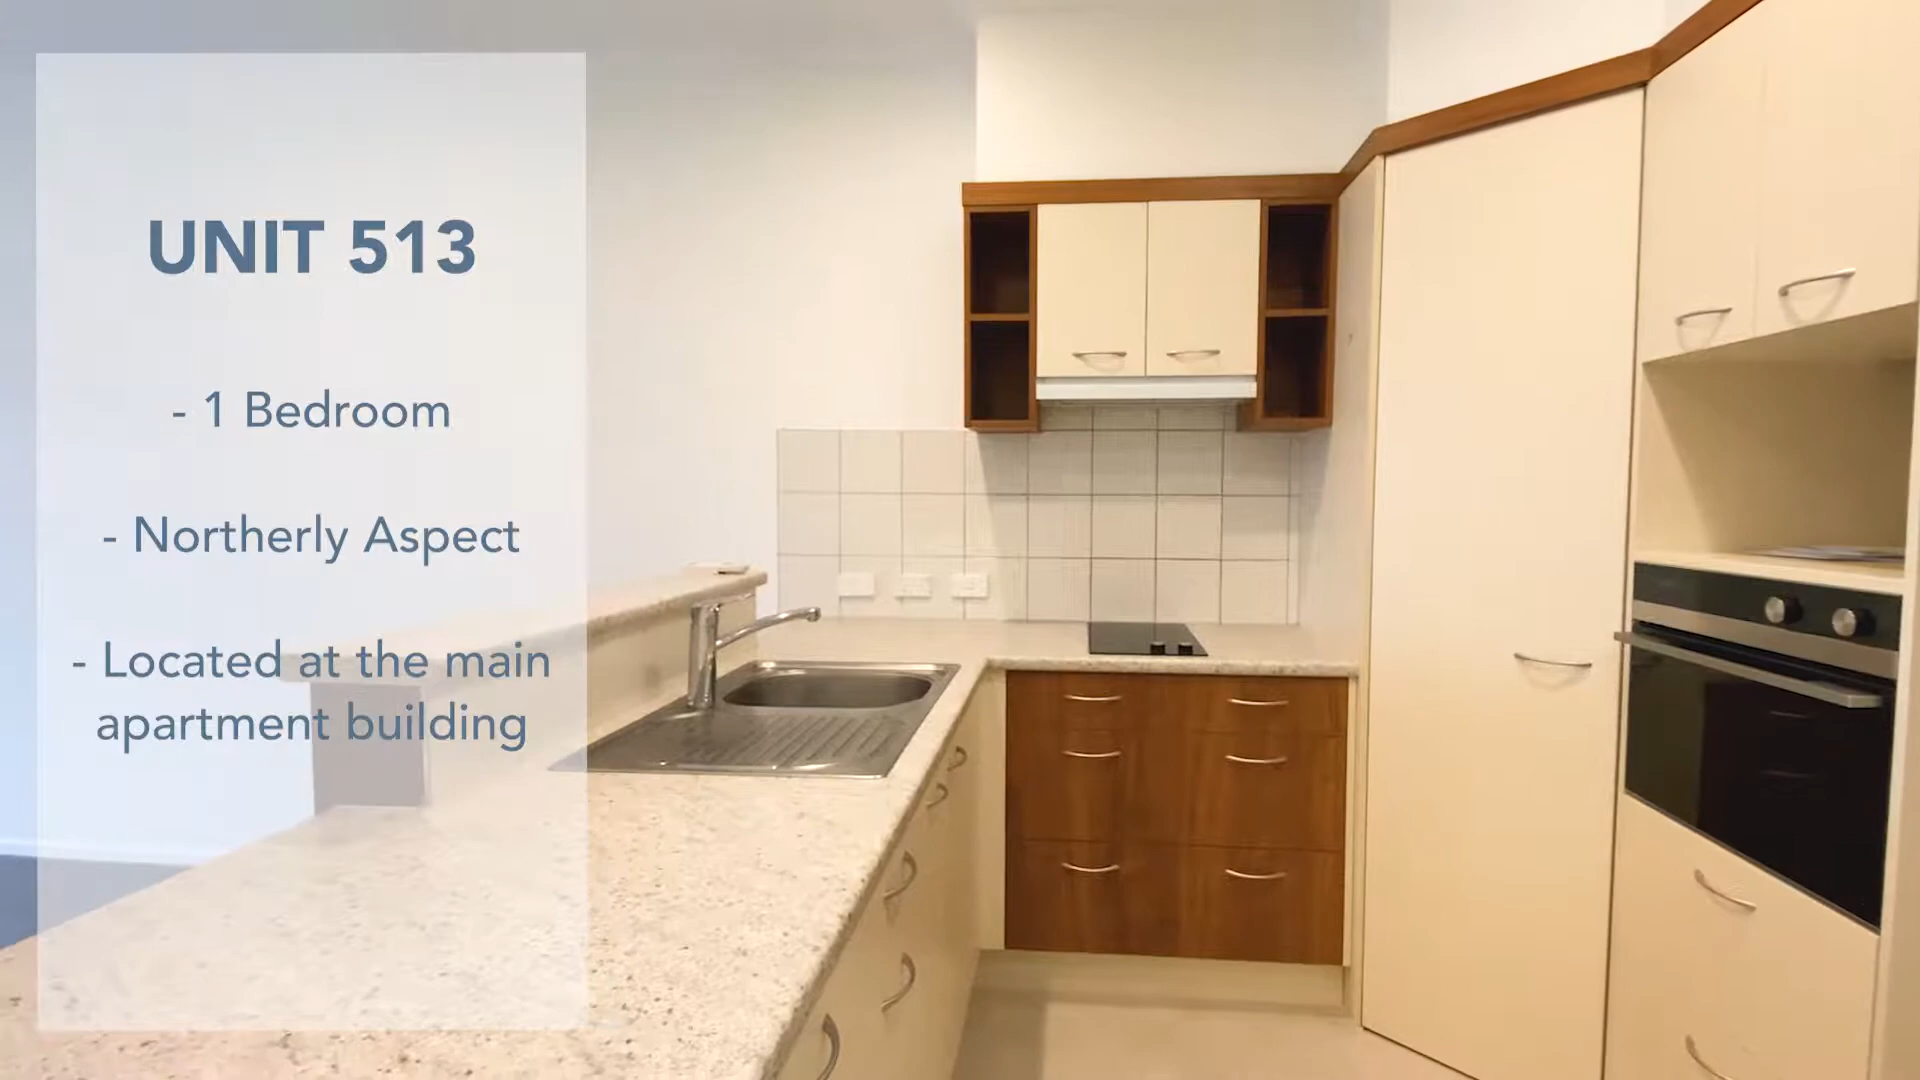 UNIT 513
- 1 Bedroom
- Northerly Aspect
- Located at the main
apartment building